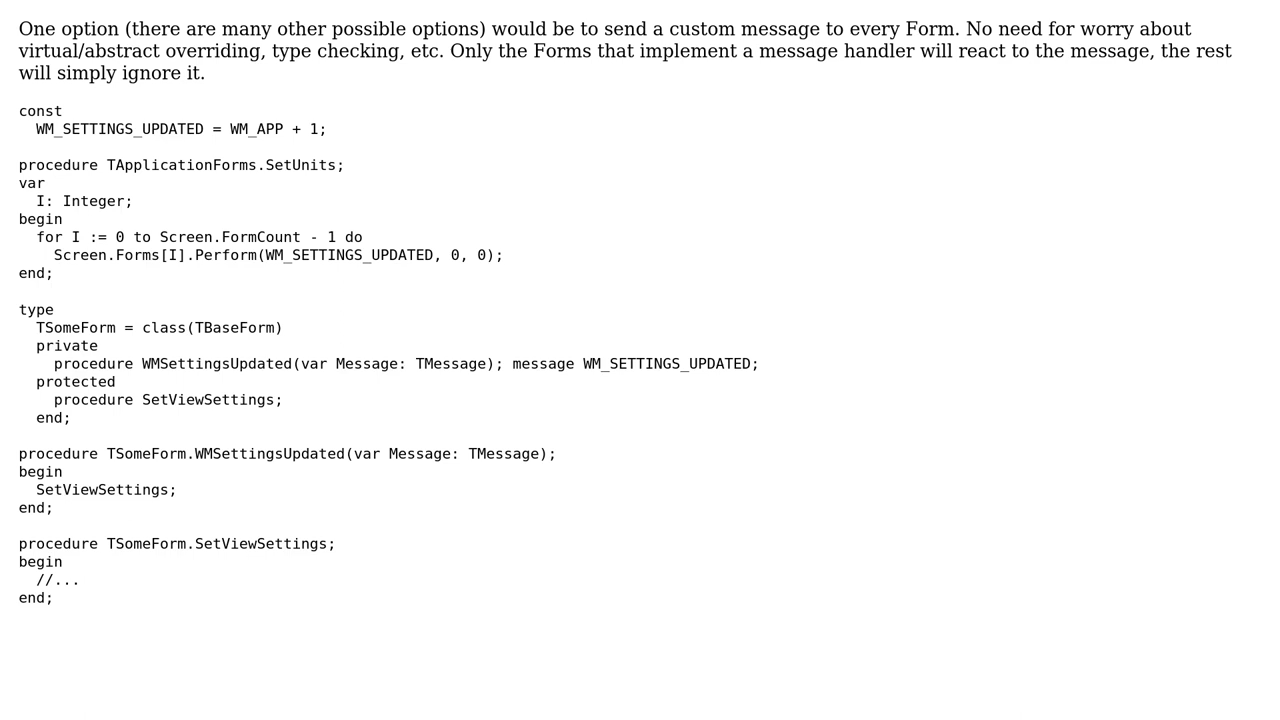 One option (there are many other possible options) would be to send a custom message to every Form. No need for worry about
virtual/abstract overriding, type checking, etc. Only the Forms that implement a message handler will react to the message, the rest
will simply ignore it.

const
  WM_SETTINGS_UPDATED = WM_APP + 1;

procedure TApplicationForms.SetUnits;
var
  I: Integer;
begin
  for I := 0 to Screen.FormCount - 1 do
    Screen.Forms[I].Perform(WM_SETTINGS_UPDATED, 0, 0);
end;

type
  TSomeForm = class(TBaseForm)
  private
    procedure WMSettingsUpdated(var Message: TMessage); message WM_SETTINGS_UPDATED;
  protected
    procedure SetViewSettings;
  end;

procedure TSomeForm.WMSettingsUpdated(var Message: TMessage);
begin
  SetViewSettings;
end;

procedure TSomeForm.SetViewSettings;
begin
  //...
end;